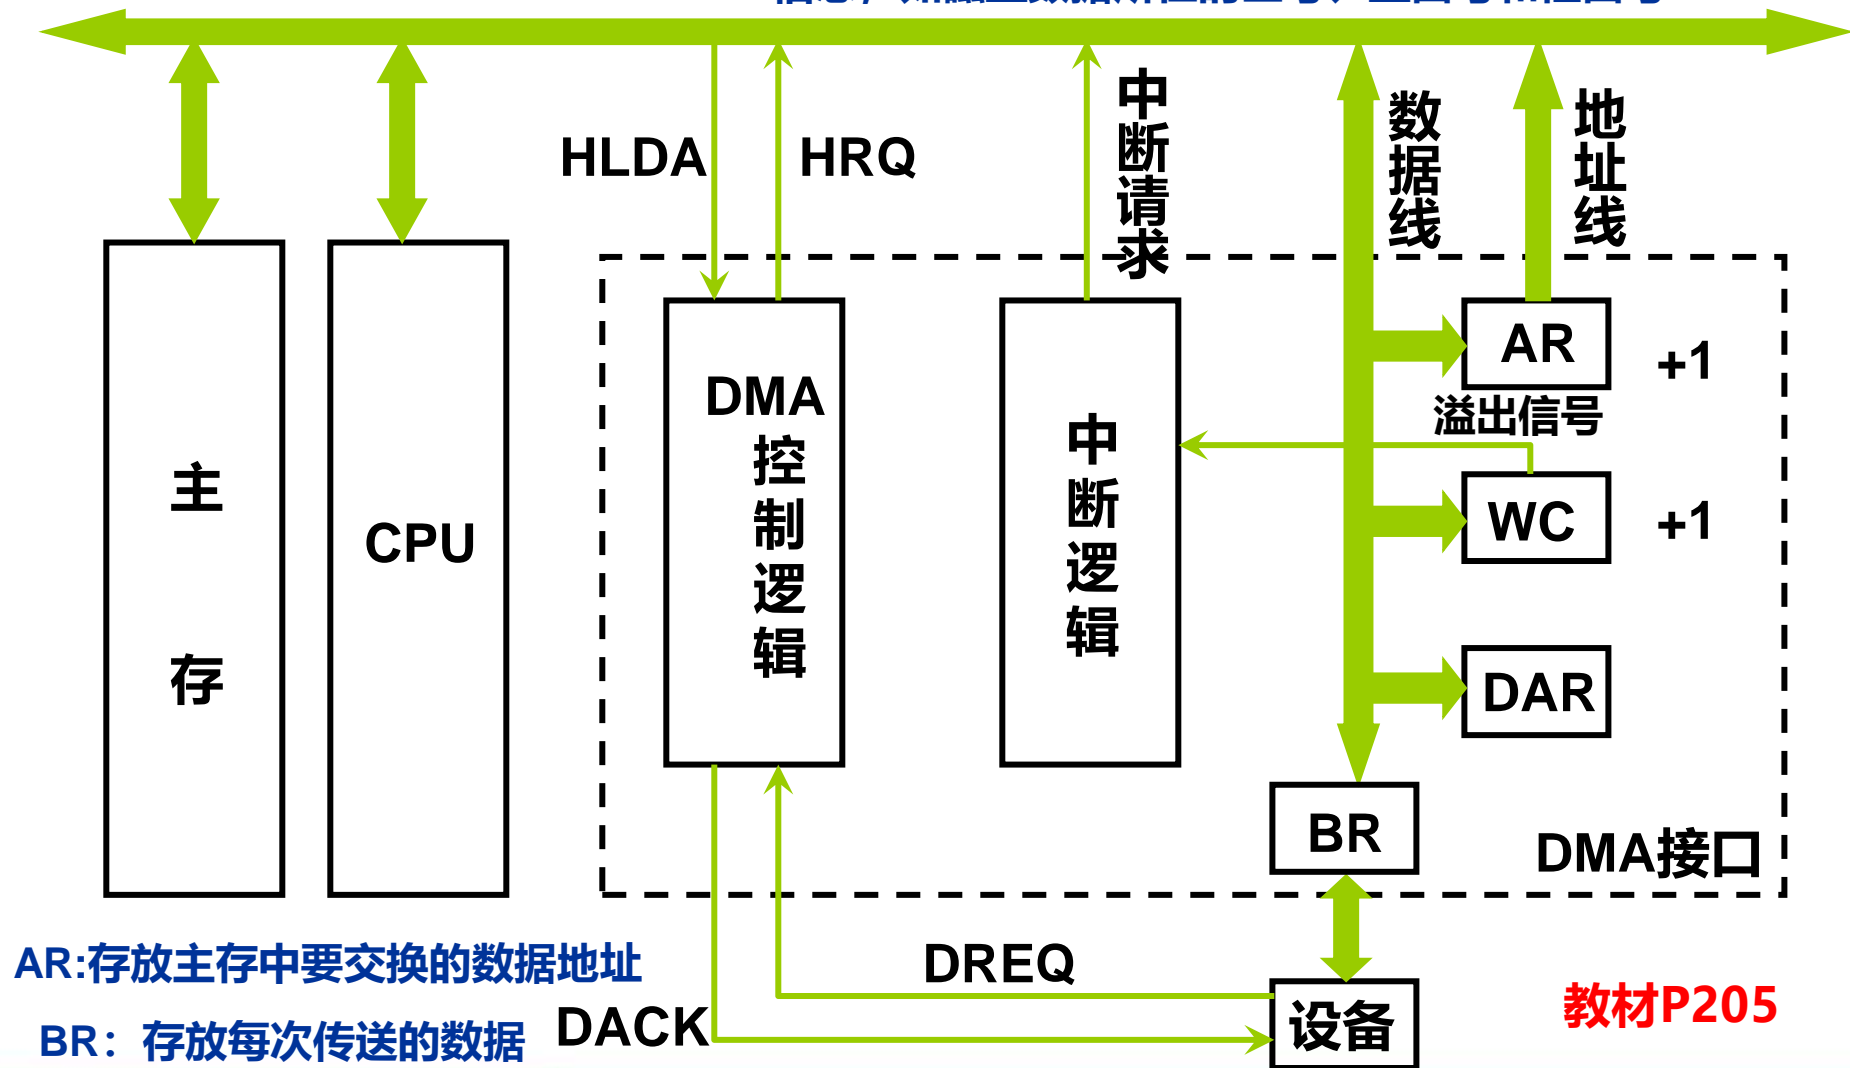 HLDA
HRQ
中断请求
数据线
地址线
主存
CPU
DMA
控制逻辑
中断逻辑
AR
+1
溢出信号
WC
+1
DAR
BR
DMA接口
AR:存放主存中要交换的数据地址
DREQ
BR：存放每次传送的数据
DACK
设备
教材P205